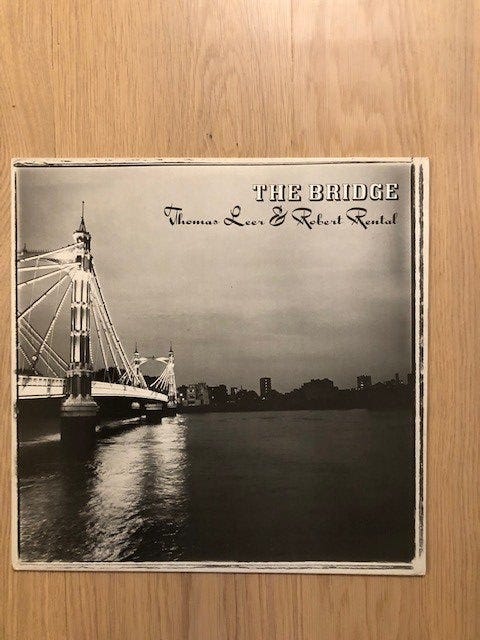 THE BRIDGE
Thomas Leer & Robert Rental